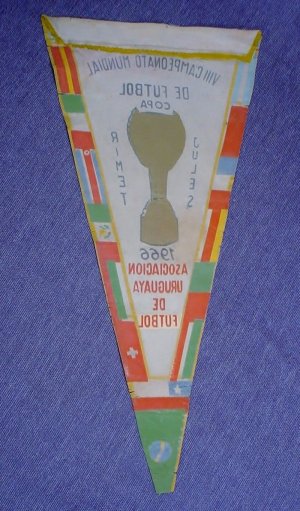 VIII CAMPEONATO MUNDIAL
DE FUTBOL
COPA
JULES
RIMET
1966
ASOCIACION
URUGUAYA
DE
FUTBOL